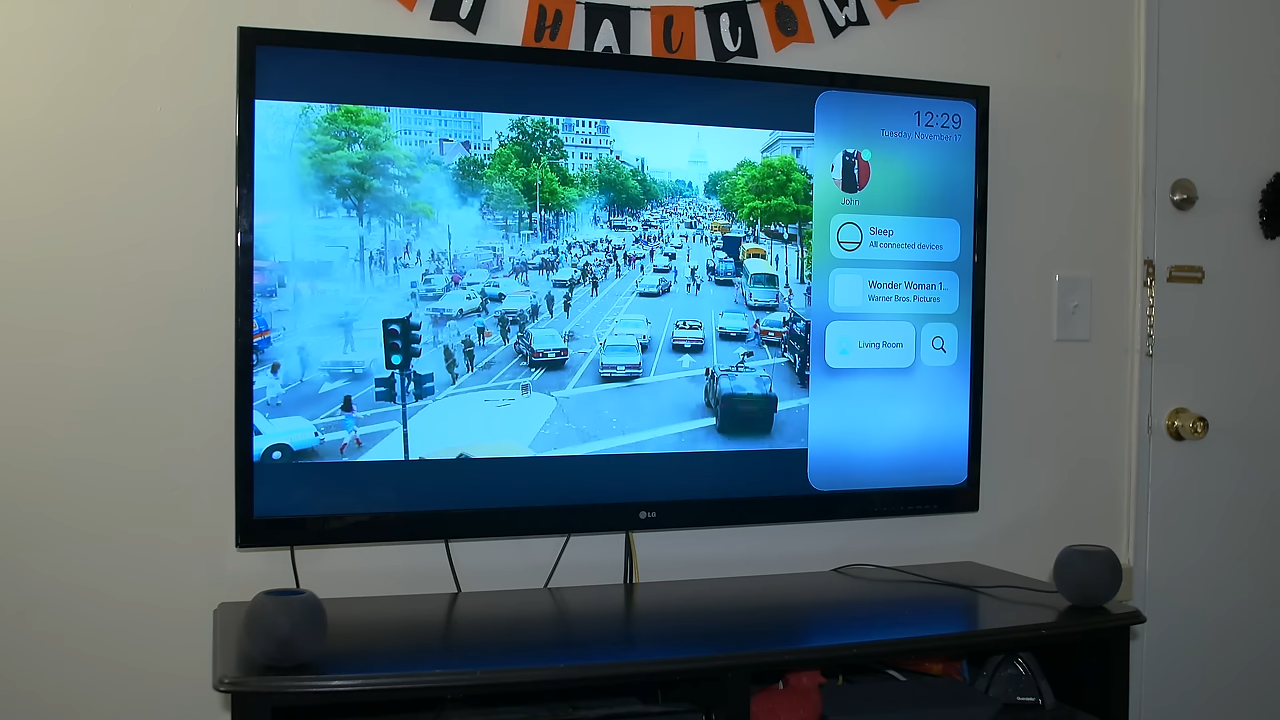 HALLOW
12:29
Tuesday, November 17
John
Sleep
All connected devices
Wonder Woman 1...
Warner Bros. Pictures
Living Room
LG